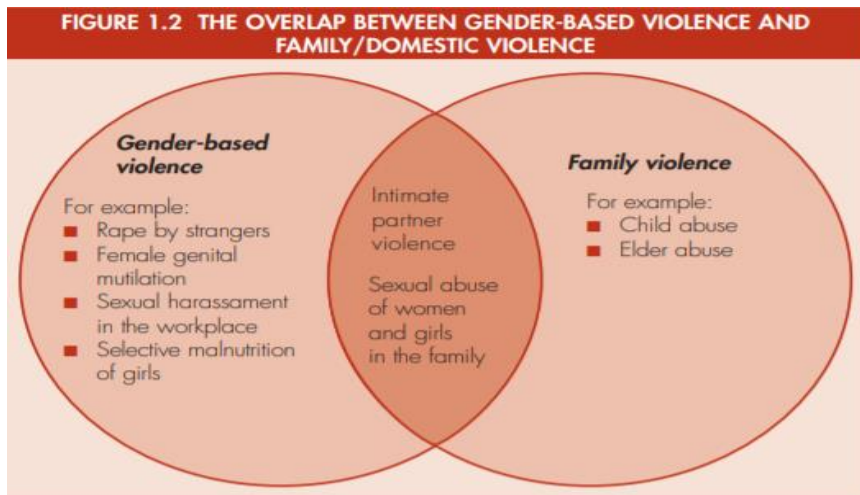 FIGURE 1.2 THE OVERLAP BETWEEN GENDER-BASED VIOLENCE AND
FAMILY/DOMESTIC VIOLENCE
Gender-based
violence
For example:
■ Rape by strangers
■ Female genital
mutilation
■ Sexual harassament
in the workplace
■ Selective malnutrition
of girls
Intimate
partner
violence
Sexual abuse
of women
and girls
in the family
Family violence
For example:
■ Child abuse
■ Elder abuse